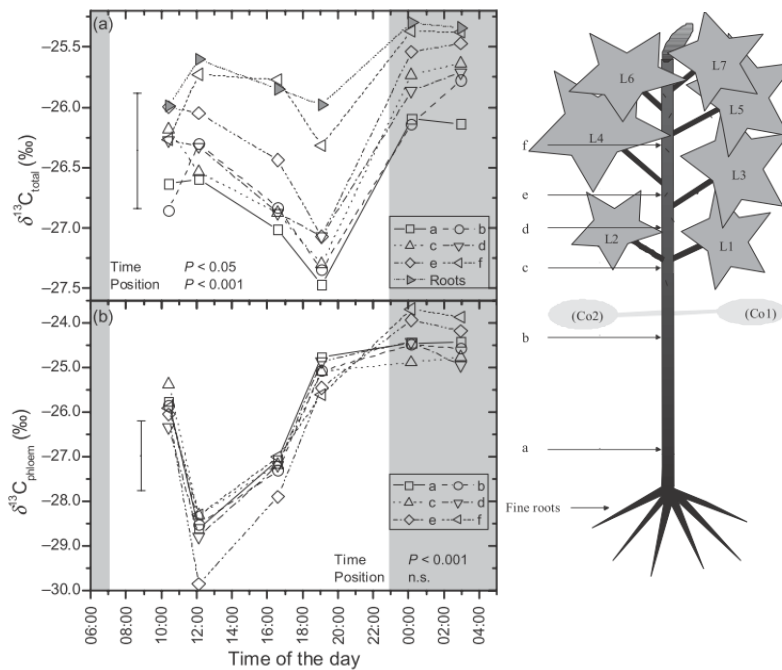 (a)
−25.5
−26.0
−26.5
−27.0
−27.5
δ¹³C_total (‰)
Time P < 0.05
Position P < 0.001
a b
c d
e f
Roots
(b)
−24.0
−25.0
−26.0
−27.0
−28.0
−29.0
−30.0
δ¹³C_phloem (‰)
a b
c d
e f
Time P < 0.001
Position n.s.
06:00 08:00 10:00 12:00 14:00 16:00 18:00 20:00 22:00 00:00 02:00 04:00
Time of the day
L7
L6
L5
L4
f
L3
e
d
L2 L1
c
(Co2) (Co1)
b
a
Fine roots